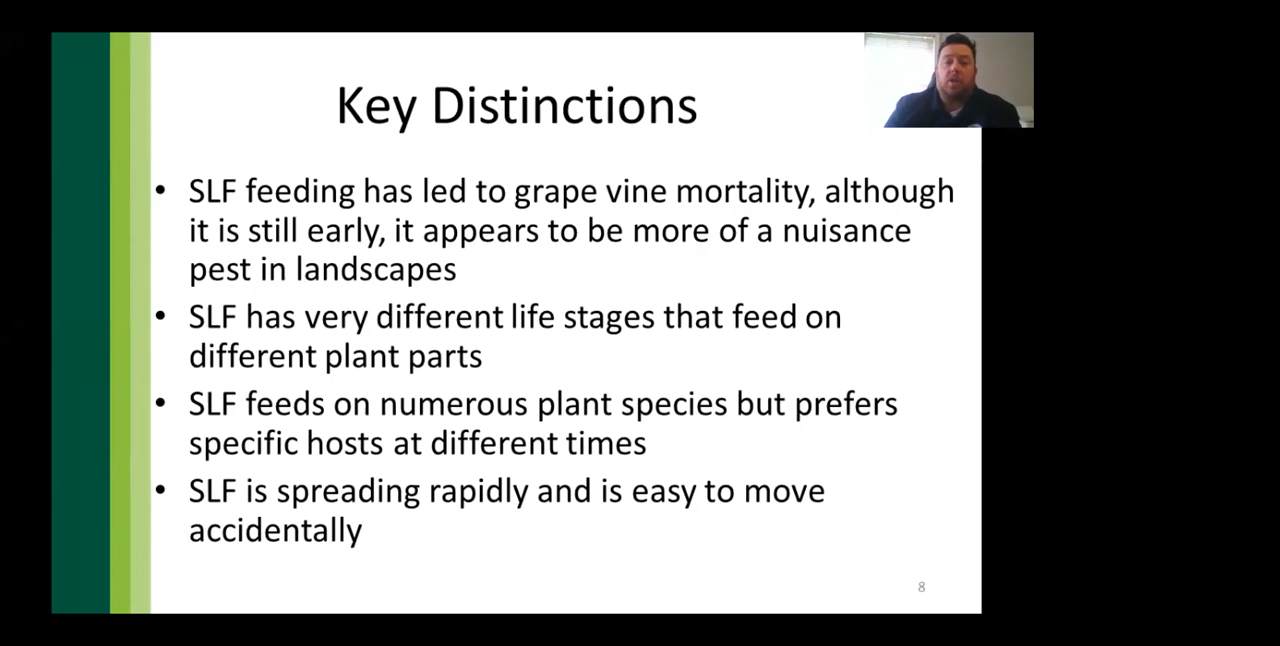 Key Distinctions
• SLF feeding has led to grape vine mortality, although
it is still early, it appears to be more of a nuisance
pest in landscapes
• SLF has very different life stages that feed on
different plant parts
• SLF feeds on numerous plant species but prefers
specific hosts at different times
• SLF is spreading rapidly and is easy to move
accidentally
8